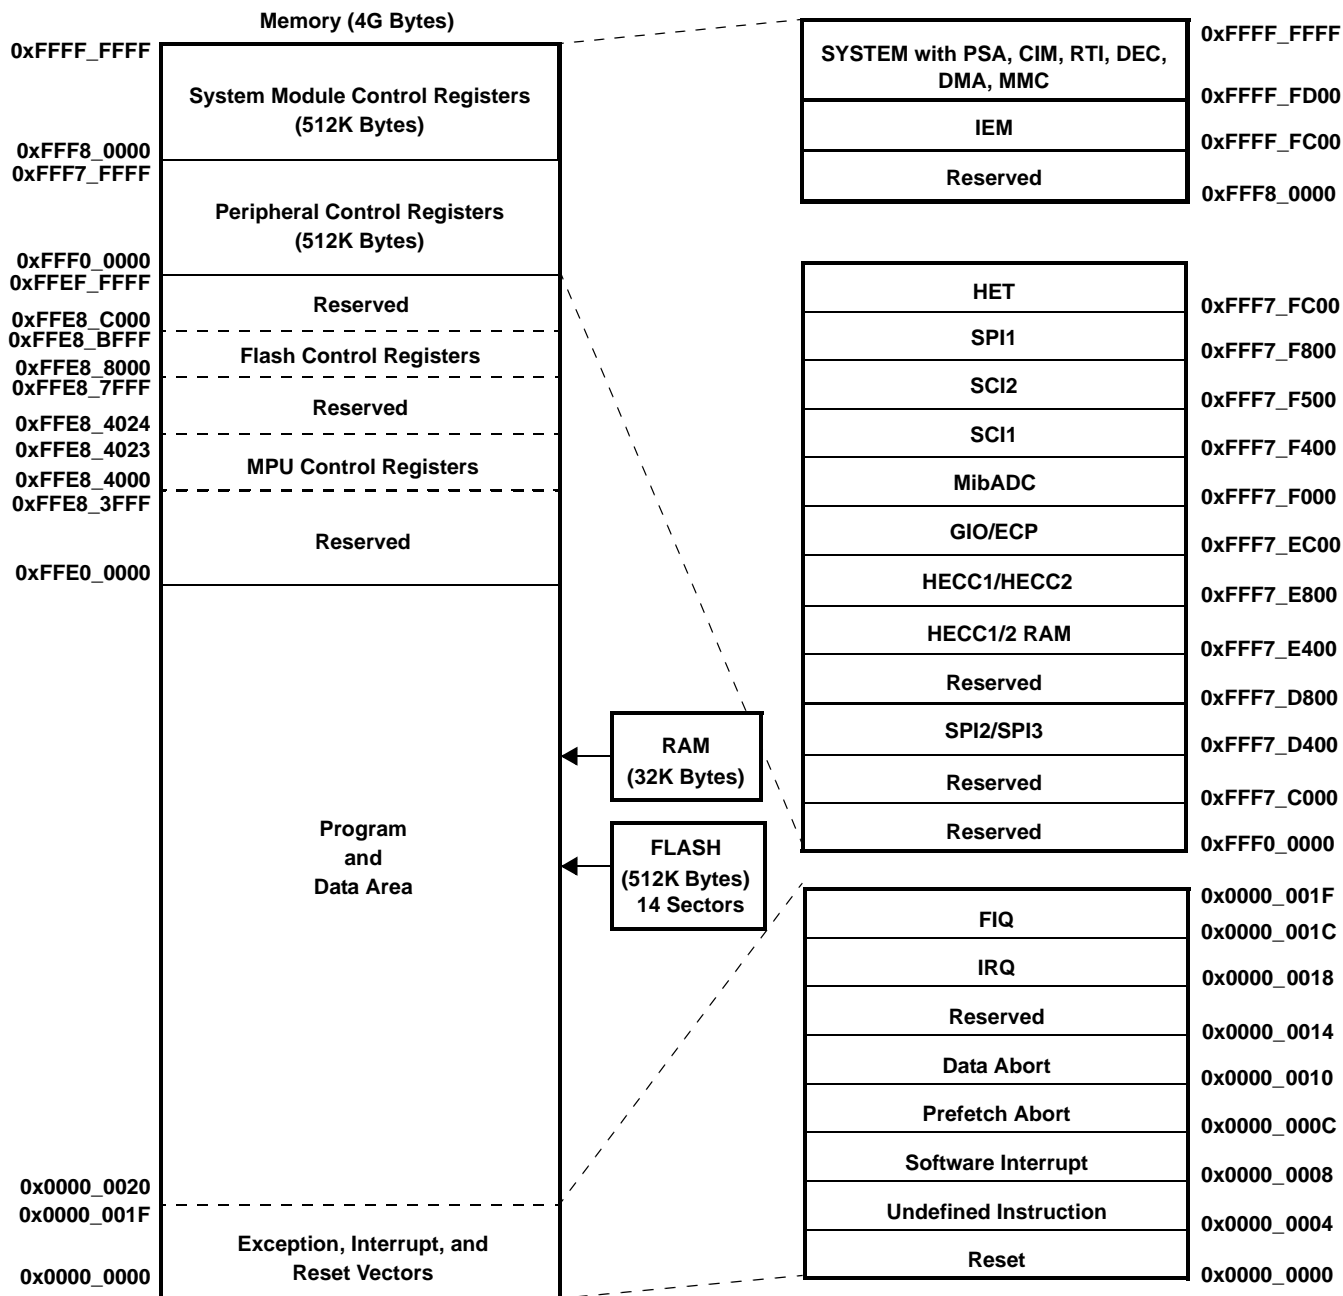 Memory (4G Bytes)
0xFFFF_FFFF
System Module Control Registers
(512K Bytes)
0xFFF8_0000
0xFFF7_FFFF
Peripheral Control Registers
(512K Bytes)
0xFFF0_0000
0xFFEF_FFFF
Reserved
0xFFE8_C000
0xFFE8_BFFF
Flash Control Registers
0xFFE8_8000
0xFFE8_7FFF
Reserved
0xFFE8_4024
0xFFE8_4023
MPU Control Registers
0xFFE8_4000
0xFFE8_3FFF
Reserved
0xFFE0_0000
Program
and
Data Area
0x0000_0020
0x0000_001F
Exception, Interrupt, and
Reset Vectors
0x0000_0000
RAM
(32K Bytes)
FLASH
(512K Bytes)
14 Sectors
0xFFFF_FFFF
SYSTEM with PSA, CIM, RTI, DEC,
DMA, MMC
0xFFFF_FD00
IEM
0xFFFF_FC00
Reserved
0xFFF8_0000
HET
0xFFF7_FC00
SPI1
0xFFF7_F800
SCI2
0xFFF7_F500
SCI1
0xFFF7_F400
MibADC
0xFFF7_F000
GIO/ECP
0xFFF7_EC00
HECC1/HECC2
0xFFF7_E800
HECC1/2 RAM
0xFFF7_E400
Reserved
0xFFF7_D800
SPI2/SPI3
0xFFF7_D400
Reserved
0xFFF7_C000
Reserved
0xFFF0_0000
0x0000_001F
FIQ
0x0000_001C
IRQ
0x0000_0018
Reserved
0x0000_0014
Data Abort
0x0000_0010
Prefetch Abort
0x0000_000C
Software Interrupt
0x0000_0008
Undefined Instruction
0x0000_0004
Reset
0x0000_0000